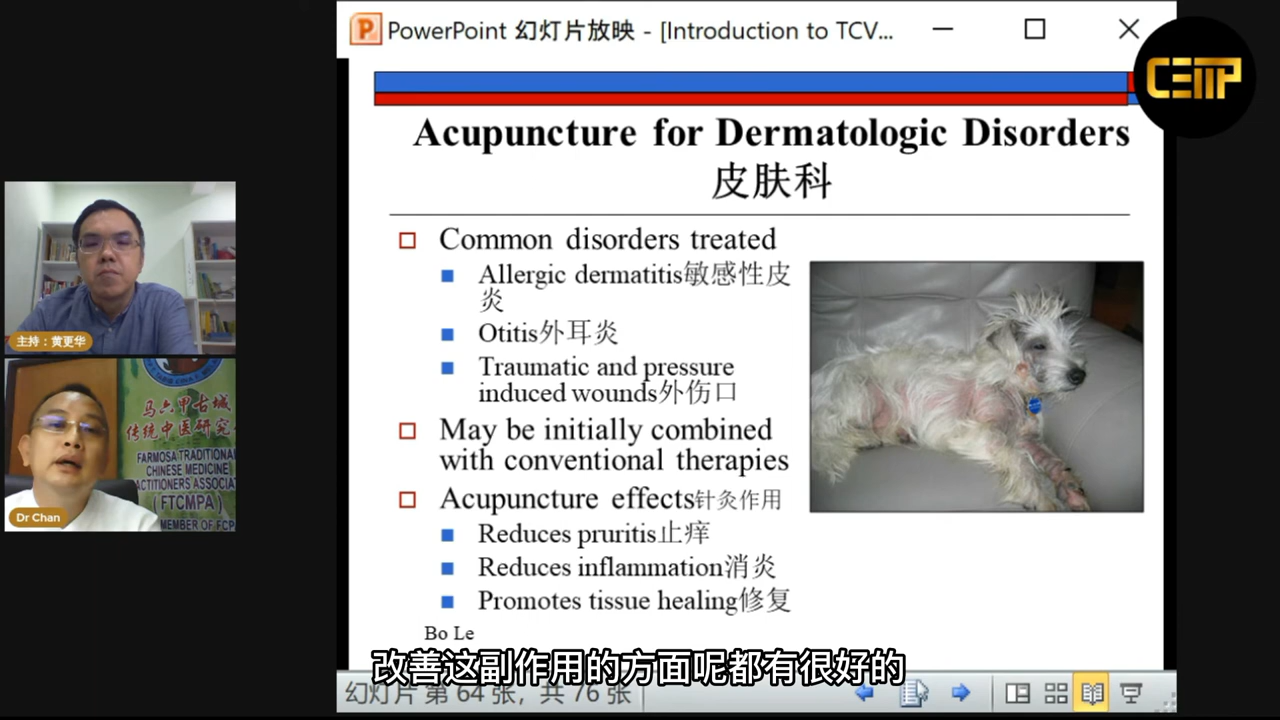 PowerPoint 幻灯片放映 - [Introduction to TCV...
CEMP
Acupuncture for Dermatologic Disorders
皮肤科
Common disorders treated
Allergic dermatitis敏感性皮
炎
Otitis外耳炎
Traumatic and pressure
induced wounds外伤口
May be initially combined
with conventional therapies
Acupuncture effects针灸作用
Reduces pruritis止痒
Reduces inflammation消炎
Promotes tissue healing修复
Bo Le
主持：黄更华
马六甲古城
传统中医研究
FARMOSA TRADITIONAL
CHINESE MEDICINE
ACTITIONERS ASSOCIAT
( FTCMPA )
MEMBER OF FCP
Dr Chan
改善这副作用的方面呢都有很好的
幻灯片 第 64 张，共 76 张